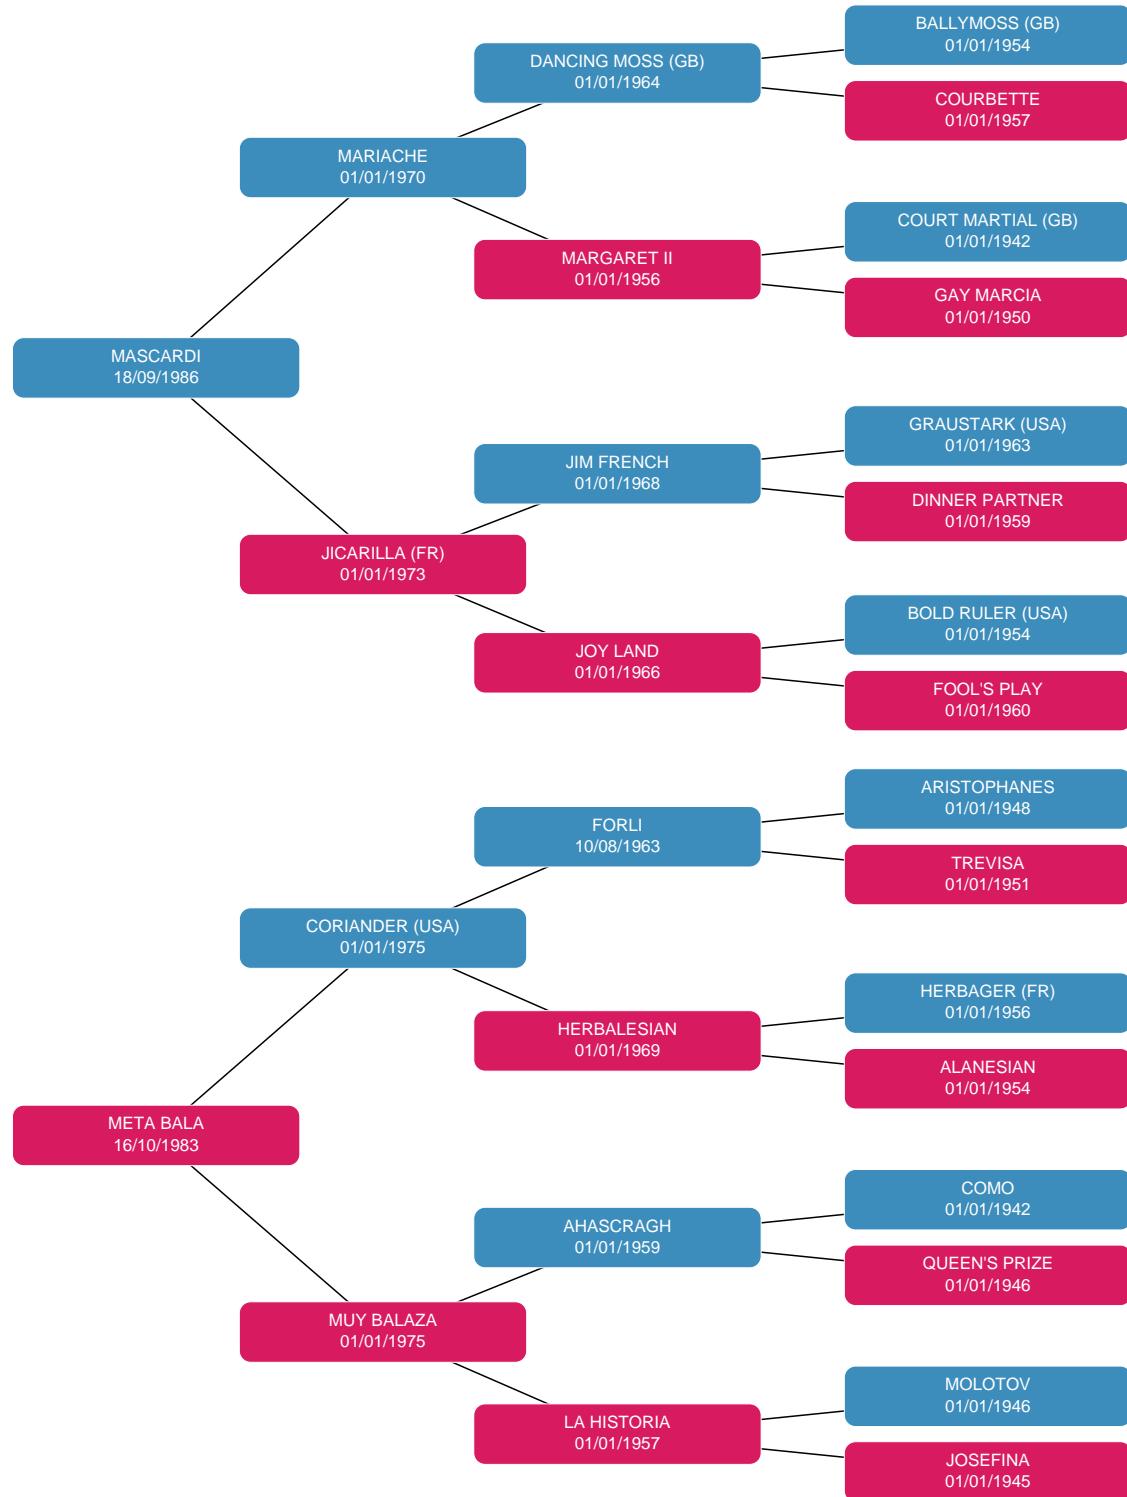 BALLYMOSS (GB)
01/01/1954
DANCING MOSS (GB)
01/01/1964
COURBETTE
01/01/1957
MARIACHE
01/01/1970
COURT MARTIAL (GB)
01/01/1942
MARGARET II
01/01/1956
GAY MARCIA
01/01/1950
MASCARDI
18/09/1986
GRAUSTARK (USA)
01/01/1963
JIM FRENCH
01/01/1968
DINNER PARTNER
01/01/1959
JICARILLA (FR)
01/01/1973
BOLD RULER (USA)
01/01/1954
JOY LAND
01/01/1966
FOOL'S PLAY
01/01/1960
ARISTOPHANES
01/01/1948
FORLI
10/08/1963
TREVISA
01/01/1951
CORIANDER (USA)
01/01/1975
HERBAGER (FR)
01/01/1956
HERBALESIAN
01/01/1969
ALANESIAN
01/01/1954
META BALA
16/10/1983
COMO
01/01/1942
AHASCRAGH
01/01/1959
QUEEN'S PRIZE
01/01/1946
MUY BALAZA
01/01/1975
MOLOTOV
01/01/1946
LA HISTORIA
01/01/1957
JOSEFINA
01/01/1945